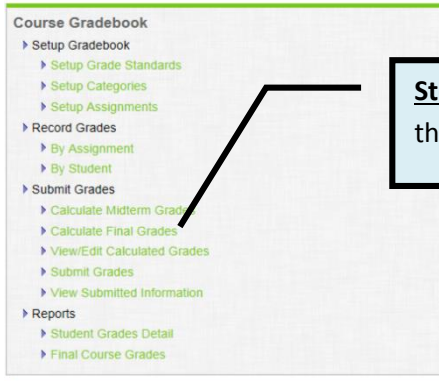 Course Gradebook
Setup Gradebook
Setup Grade Standards
Setup Categories
Setup Assignments
Record Grades
By Assignment
By Student
Submit Grades
Calculate Midterm Grades
Calculate Final Grades
View/Edit Calculated Grades
Submit Grades
View Submitted Information
Reports
Student Grades Detail
Final Course Grades
St
th